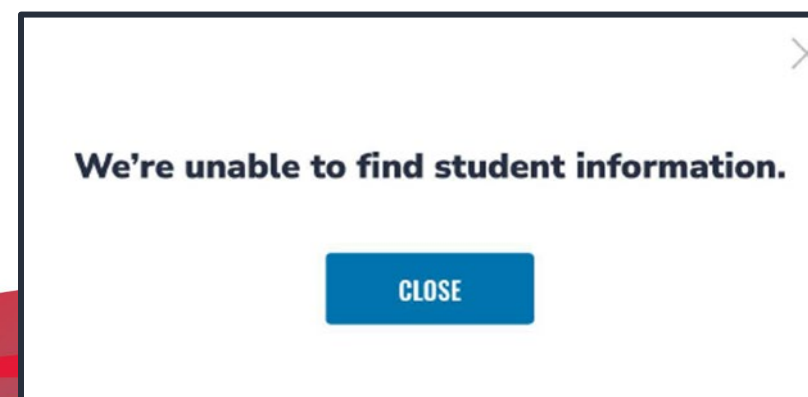 We’re unable to find student information.
CLOSE